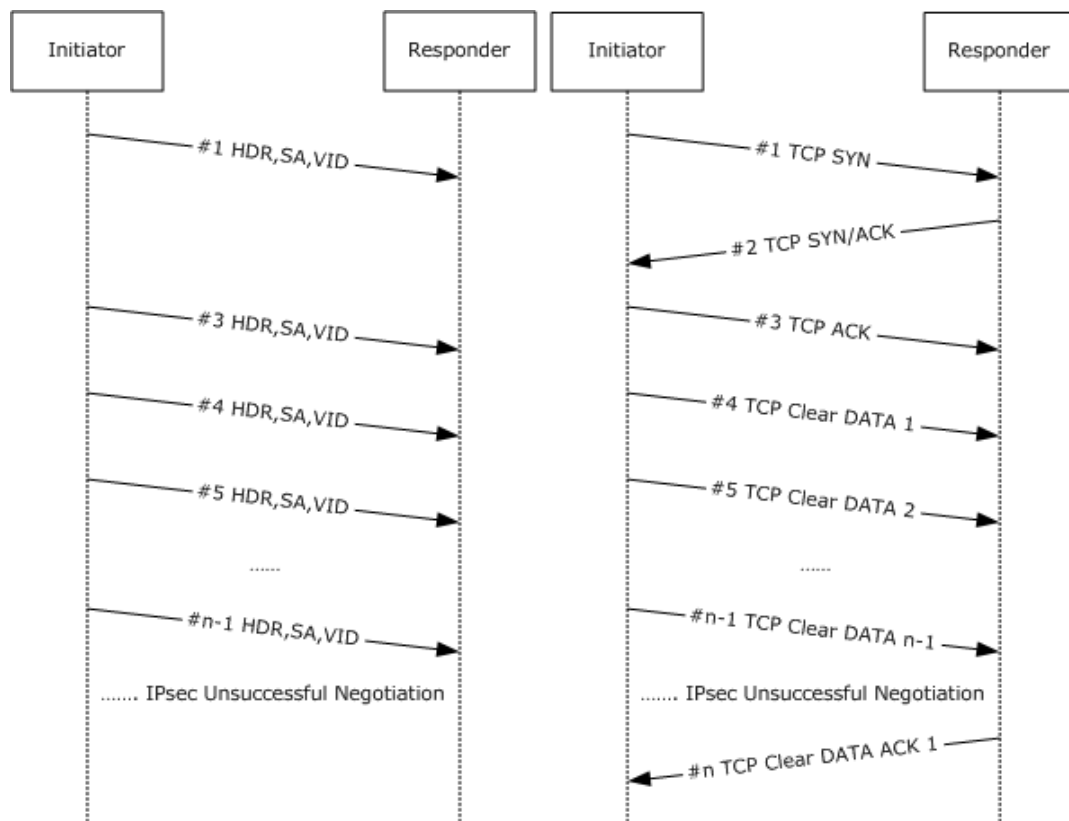 Initiator
Responder
#1 HDR,SA,VID
#3 HDR,SA,VID
#4 HDR,SA,VID
#5 HDR,SA,VID
......
#n-1 HDR,SA,VID
....... IPsec Unsuccessful Negotiation
Initiator
Responder
#1 TCP SYN
#2 TCP SYN/ACK
#3 TCP ACK
#4 TCP Clear DATA 1
#5 TCP Clear DATA 2
......
#n-1 TCP Clear DATA n-1
....... IPsec Unsuccessful Negotiation
#n TCP Clear DATA ACK 1